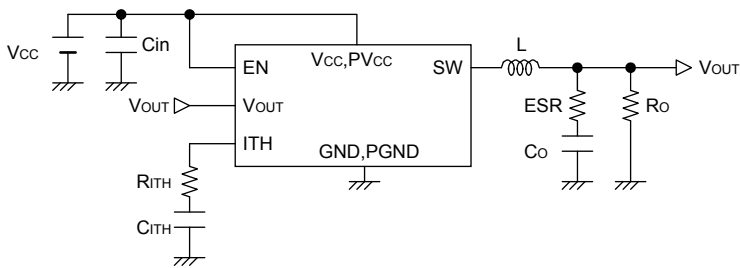 VCC
Cin
EN
VCC,PVCC
SW
L
VOUT
VOUT
VOUT
ESR
RO
ITH
GND,PGND
CO
RITH
CITH